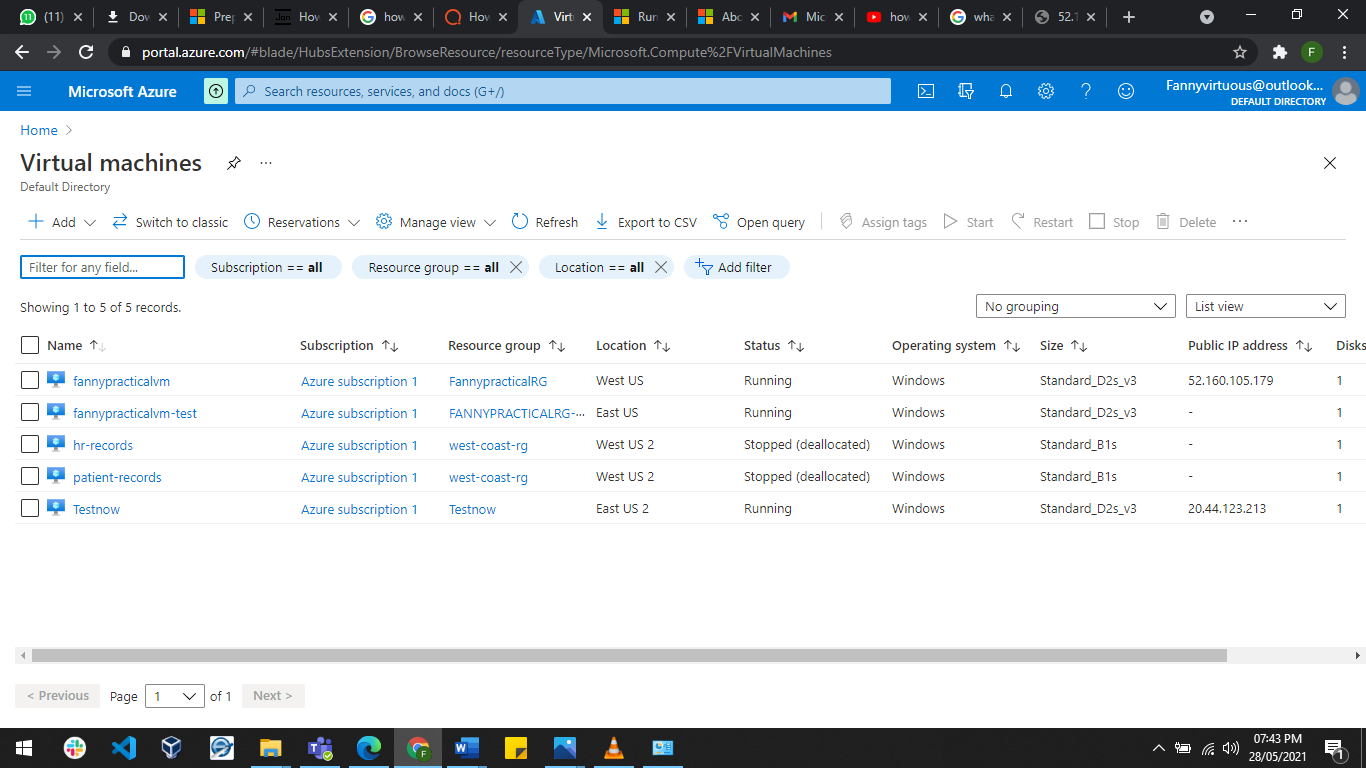 (11) Dow Prep Jan How how How Virtu Run Abc Mic how wha 52.1
portal.azure.com/#blade/HubsExtension/BrowseResource/resourceType/Microsoft.Compute%2FVirtualMachines F
Microsoft Azure Search resources, services, and docs (G+/) Fannyvirtuous@outlook...
DEFAULT DIRECTORY
Home
Virtual machines ...
Default Directory
Add Switch to classic Reservations Manage view Refresh Export to CSV Open query Assign tags Start Restart Stop Delete ...
Filter for any field... Subscription == all Resource group == all Location == all Add filter
Showing 1 to 5 of 5 records. No grouping List view
Name Subscription Resource group Location Status Operating system Size Public IP address Disks
fannypracticalvm Azure subscription 1 FannypracticalRG West US Running Windows Standard_D2s_v3 52.160.105.179 1
fannypracticalvm-test Azure subscription 1 FANNYPRACTICALRG-... East US Running Windows Standard_D2s_v3 - 1
hr-records Azure subscription 1 west-coast-rg West US 2 Stopped (deallocated) Windows Standard_B1s - 1
patient-records Azure subscription 1 west-coast-rg West US 2 Stopped (deallocated) Windows Standard_B1s - 1
Testnow Azure subscription 1 Testnow East US 2 Running Windows Standard_D2s_v3 20.44.123.213 1
< Previous Page 1 of 1 Next >
07:43 PM
28/05/2021 1